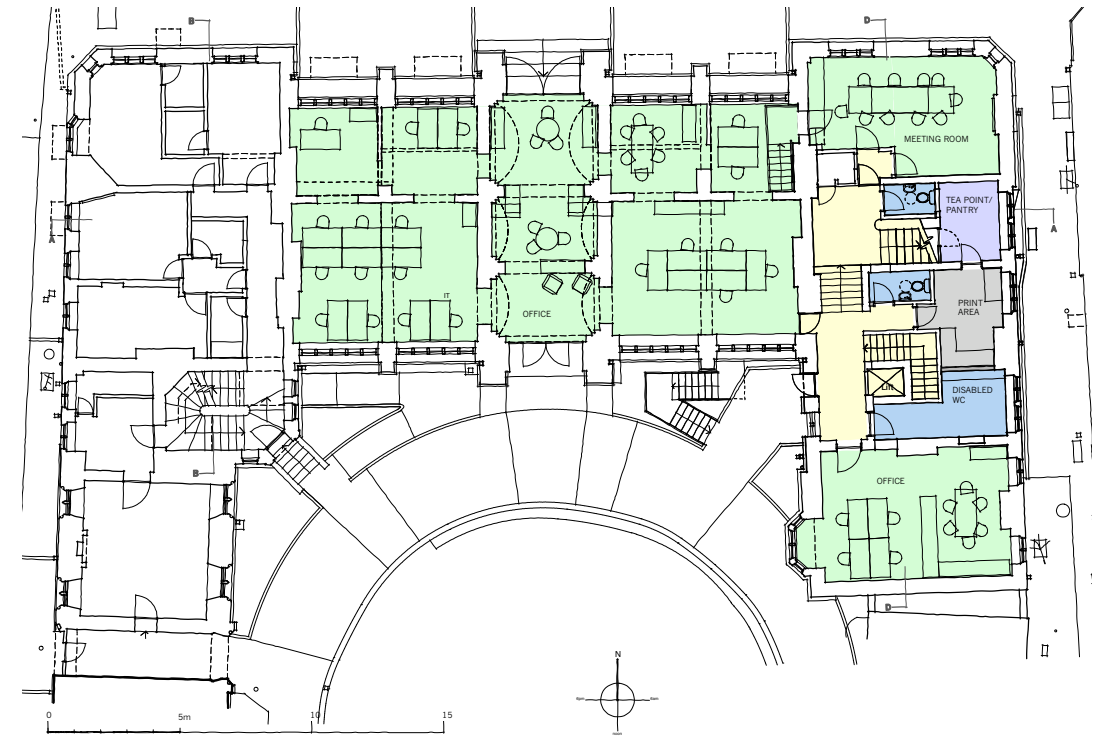 B
D
MEETING ROOM
TEA POINT/
PANTRY
A
A
IT
OFFICE
PRINT
AREA
Lift
DISABLED
WC
B
OFFICE
D
N
0
5m
10
15